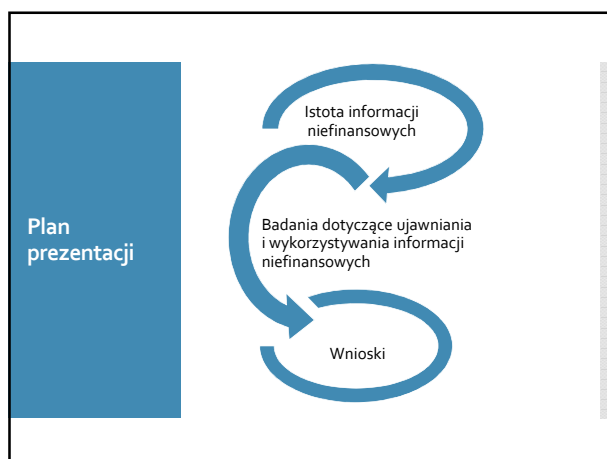 Plan
prezentacji
Istota informacji
niefinansowych
Badania dotyczące ujawniania
i wykorzystywania informacji
niefinansowych
Wnioski